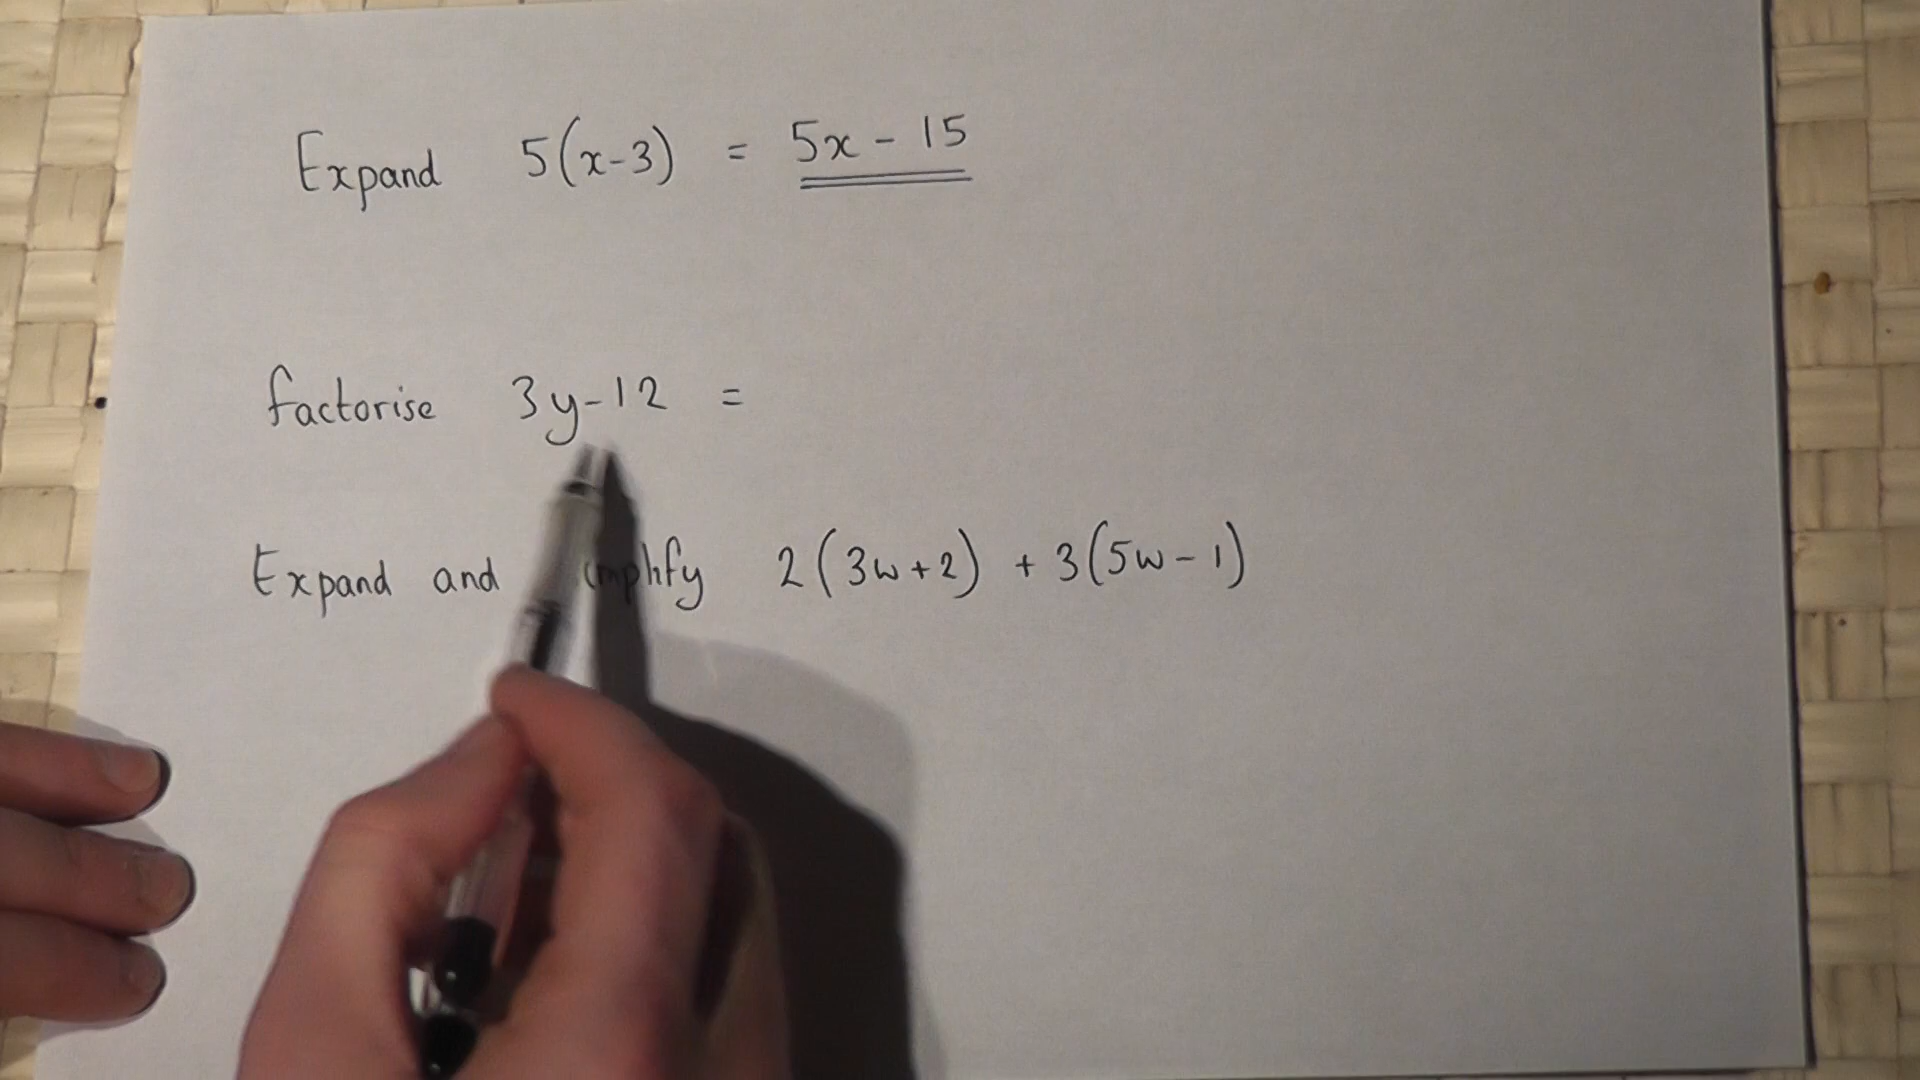 Expand 5(x-3) = 5x - 15
factorise 3y-12 =
Expand and 2(3w+2) + 3(5w-1)